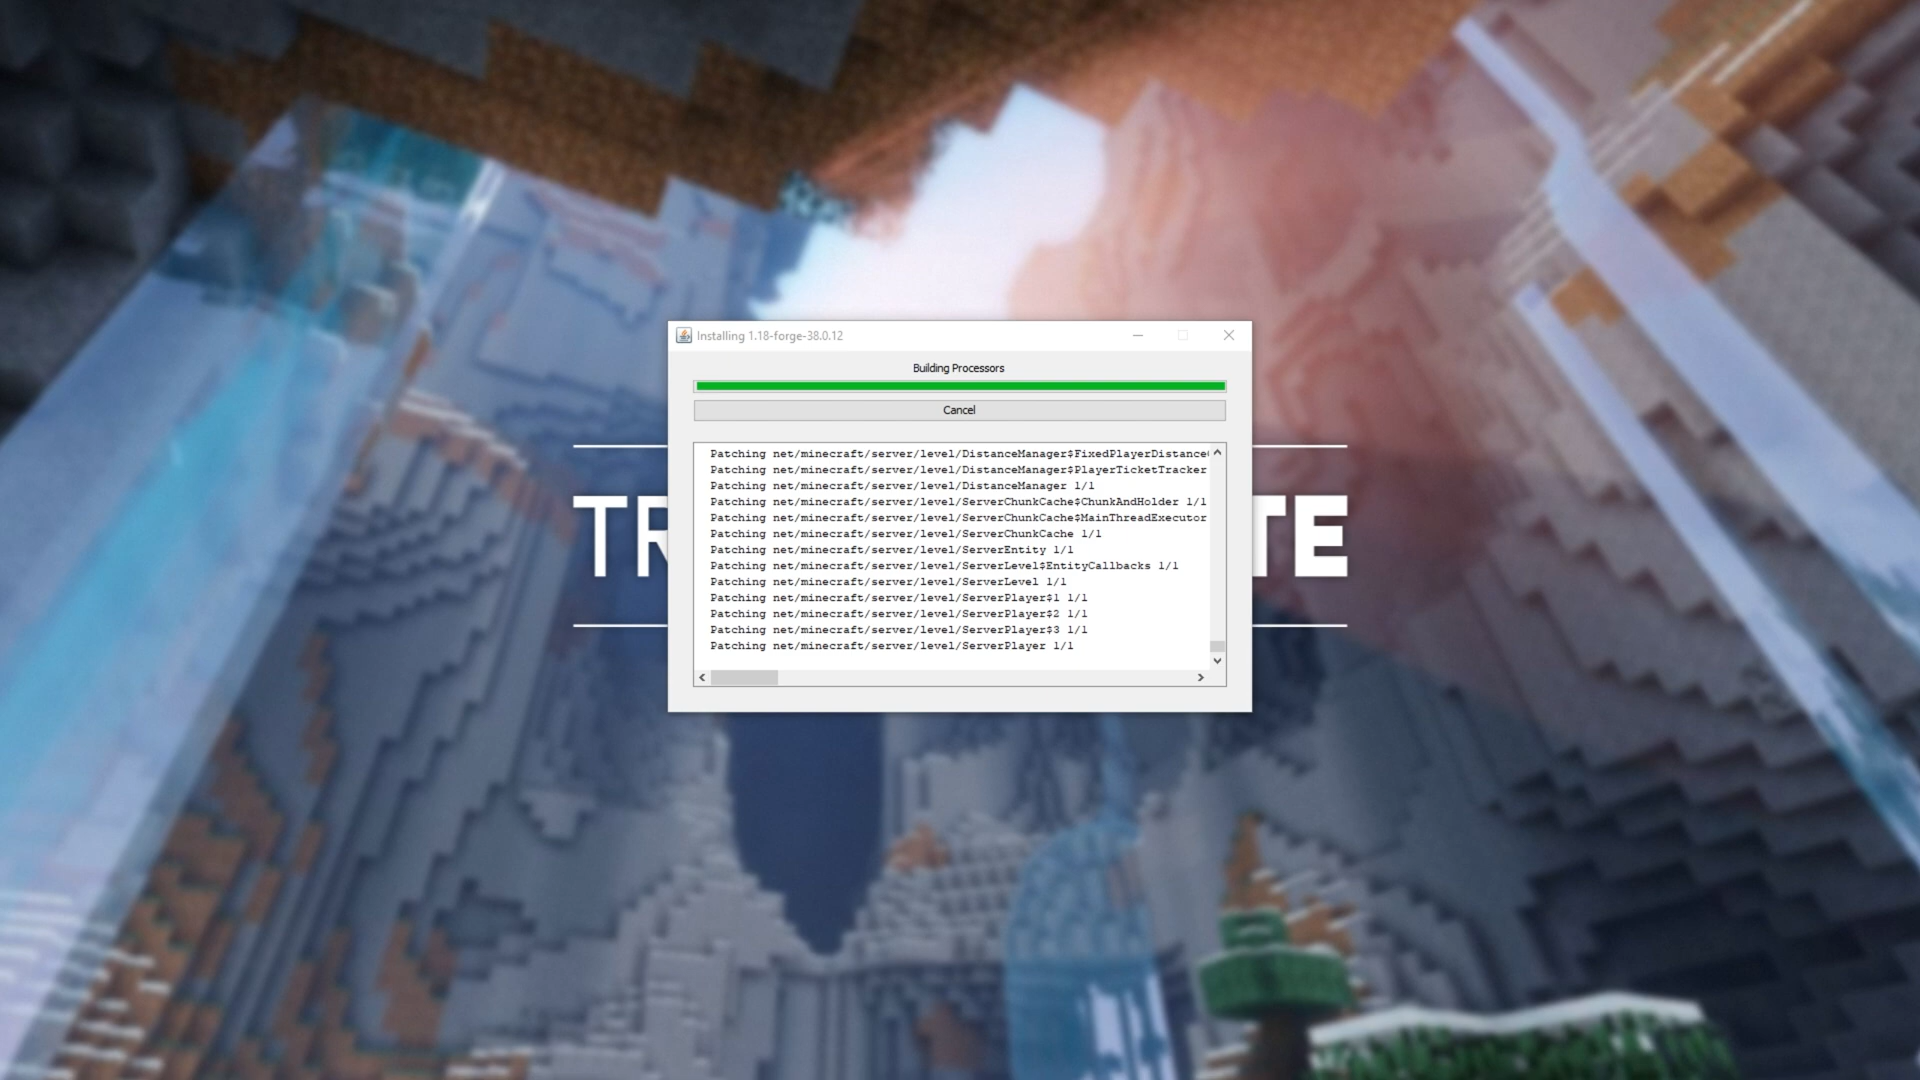 Installing 1.18-forge-38.0.12
Building Processors
Cancel
Patching net/minecraft/server/level/DistanceManager$FixedPlayerDistance
Patching net/minecraft/server/level/DistanceManager$PlayerTicketTracker
Patching net/minecraft/server/level/DistanceManager 1/1
Patching net/minecraft/server/level/ServerChunkCache$ChunkAndHolder 1/1
Patching net/minecraft/server/level/ServerChunkCache$MainThreadExecutor
Patching net/minecraft/server/level/ServerChunkCache 1/1
Patching net/minecraft/server/level/ServerEntity 1/1
Patching net/minecraft/server/level/ServerLevel$EntityCallbacks 1/1
Patching net/minecraft/server/level/ServerLevel 1/1
Patching net/minecraft/server/level/ServerPlayer$1 1/1
Patching net/minecraft/server/level/ServerPlayer$2 1/1
Patching net/minecraft/server/level/ServerPlayer$3 1/1
Patching net/minecraft/server/level/ServerPlayer 1/1
TR TE